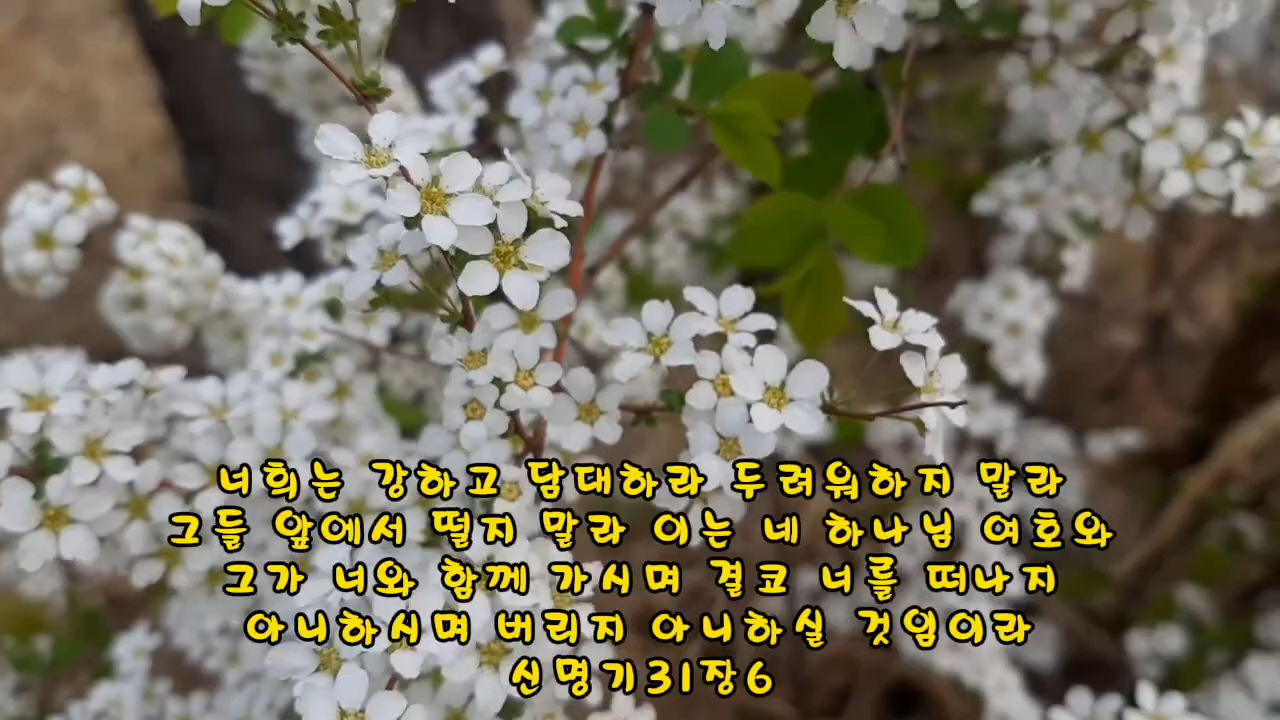 너희는 강하고 담대하라 두려워하지 말라
그들 앞에서 떨지 말라 이는 네 하나님 여호와
그가 너와 함께 가시며 결코 너를 떠나지
아니하시며 버리지 아니하실 것임이라
신명기31장6